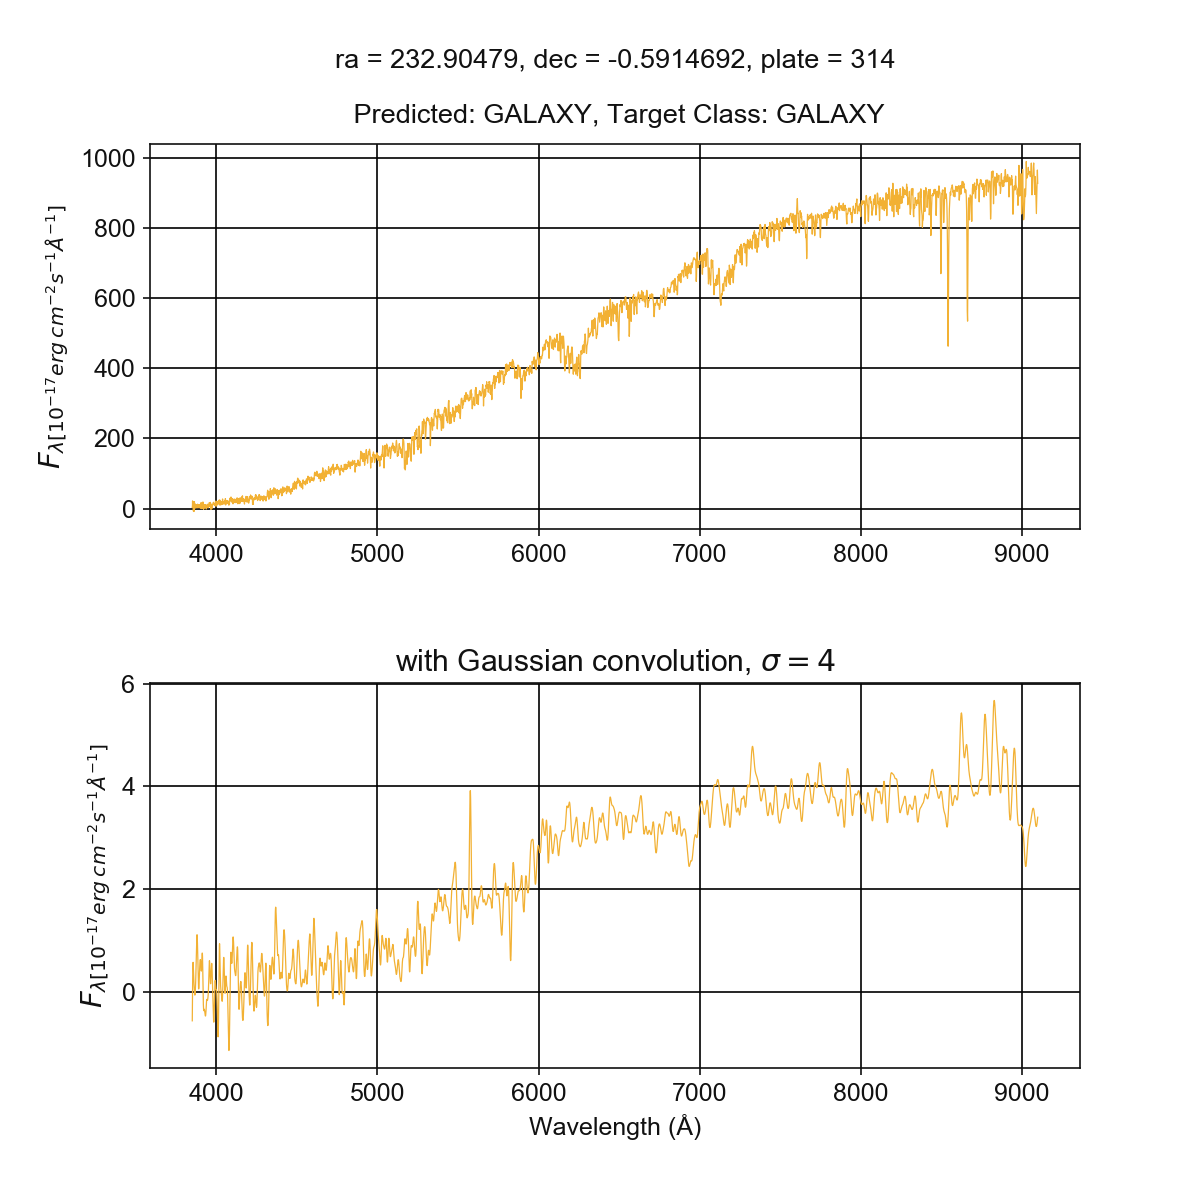 ra = 232.90479, dec = -0.5914692, plate = 314
Predicted: GALAXY, Target Class: GALAXY
1000
800
600
400
200
0
F_λ[10^−17 erg cm^−2 s^−1 Å^−1]
4000 5000 6000 7000 8000 9000
with Gaussian convolution, σ = 4
6
4
2
0
F_λ[10^−17 erg cm^−2 s^−1 Å^−1]
4000 5000 6000 7000 8000 9000
Wavelength (Å)